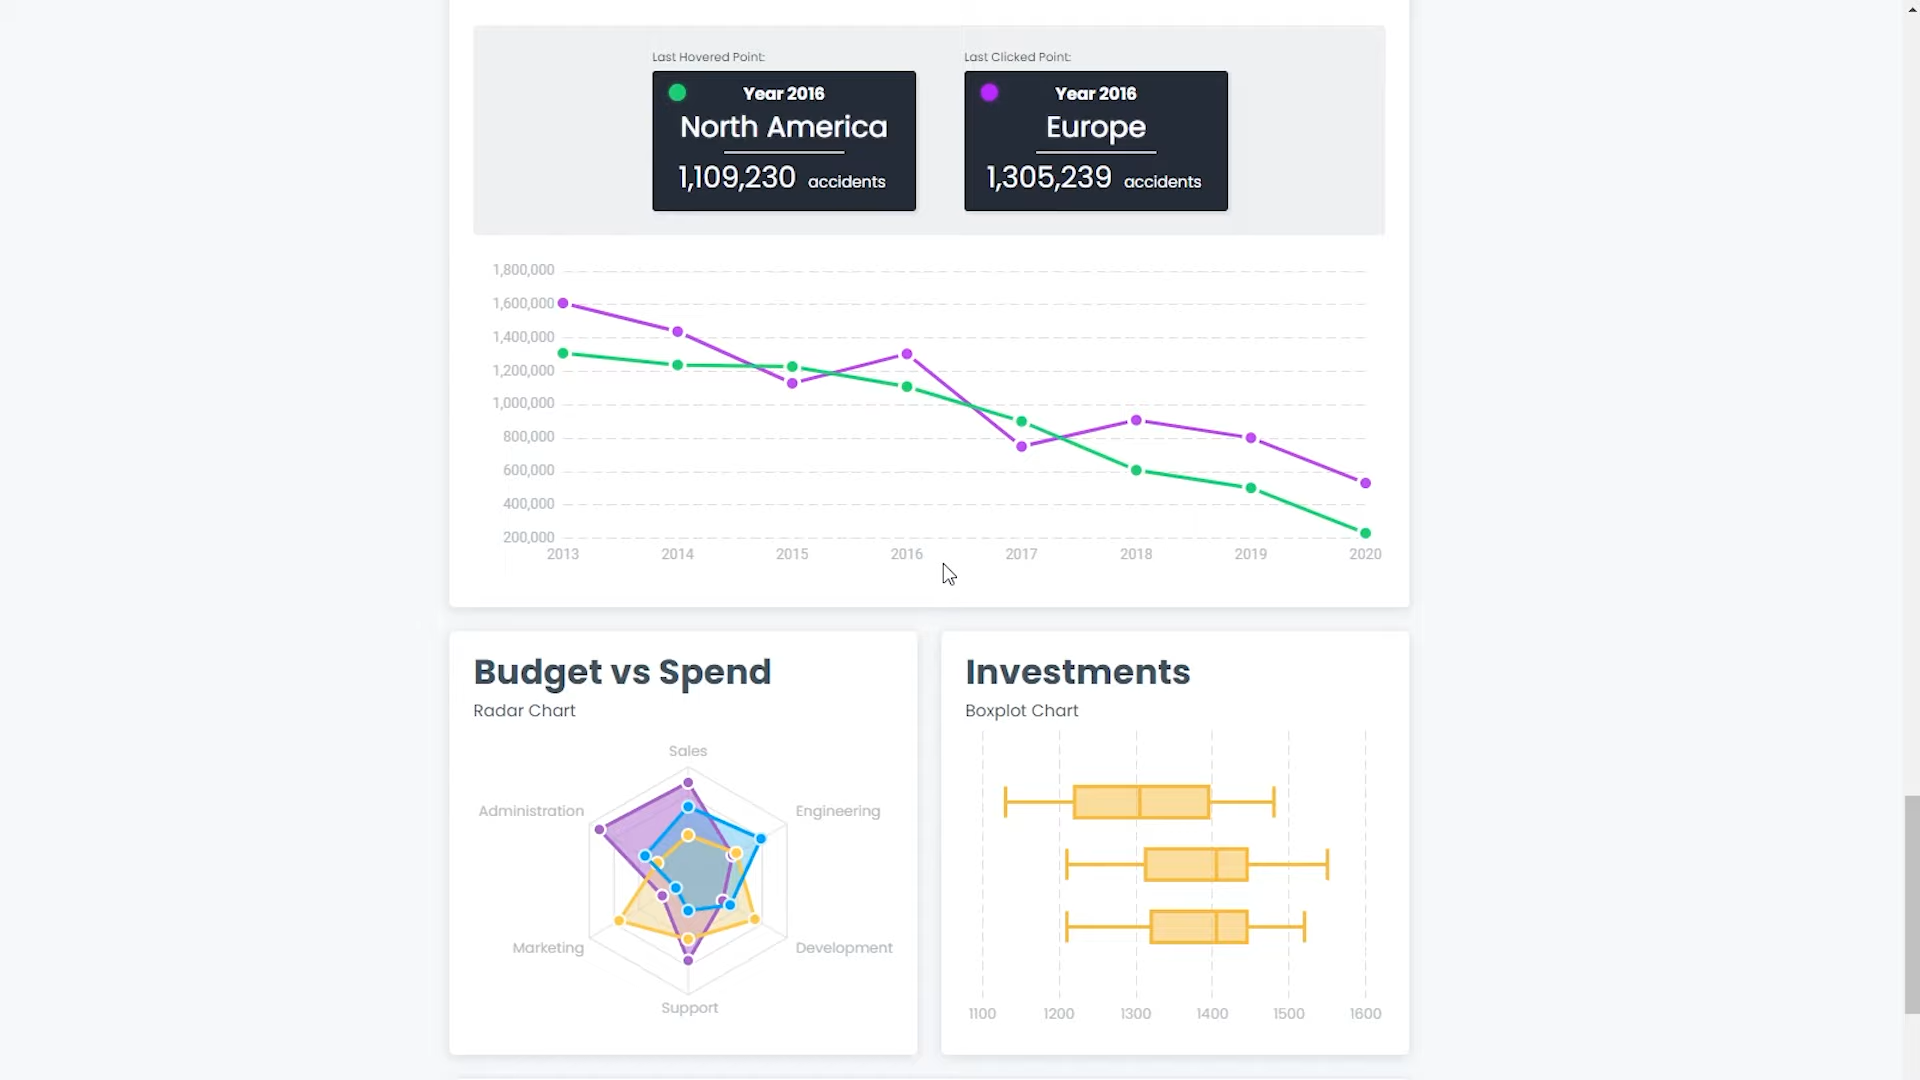 Last Hovered Point:
Last Clicked Point:
Year 2016
North America
1,109,230 accidents
Year 2016
Europe
1,305,239 accidents
1,800,000
1,600,000
1,400,000
1,200,000
1,000,000
800,000
600,000
400,000
200,000
2013 2014 2015 2016 2017 2018 2019 2020
Budget vs Spend
Radar Chart
Sales
Administration
Engineering
Marketing
Development
Support
Investments
Boxplot Chart
1100 1200 1300 1400 1500 1600